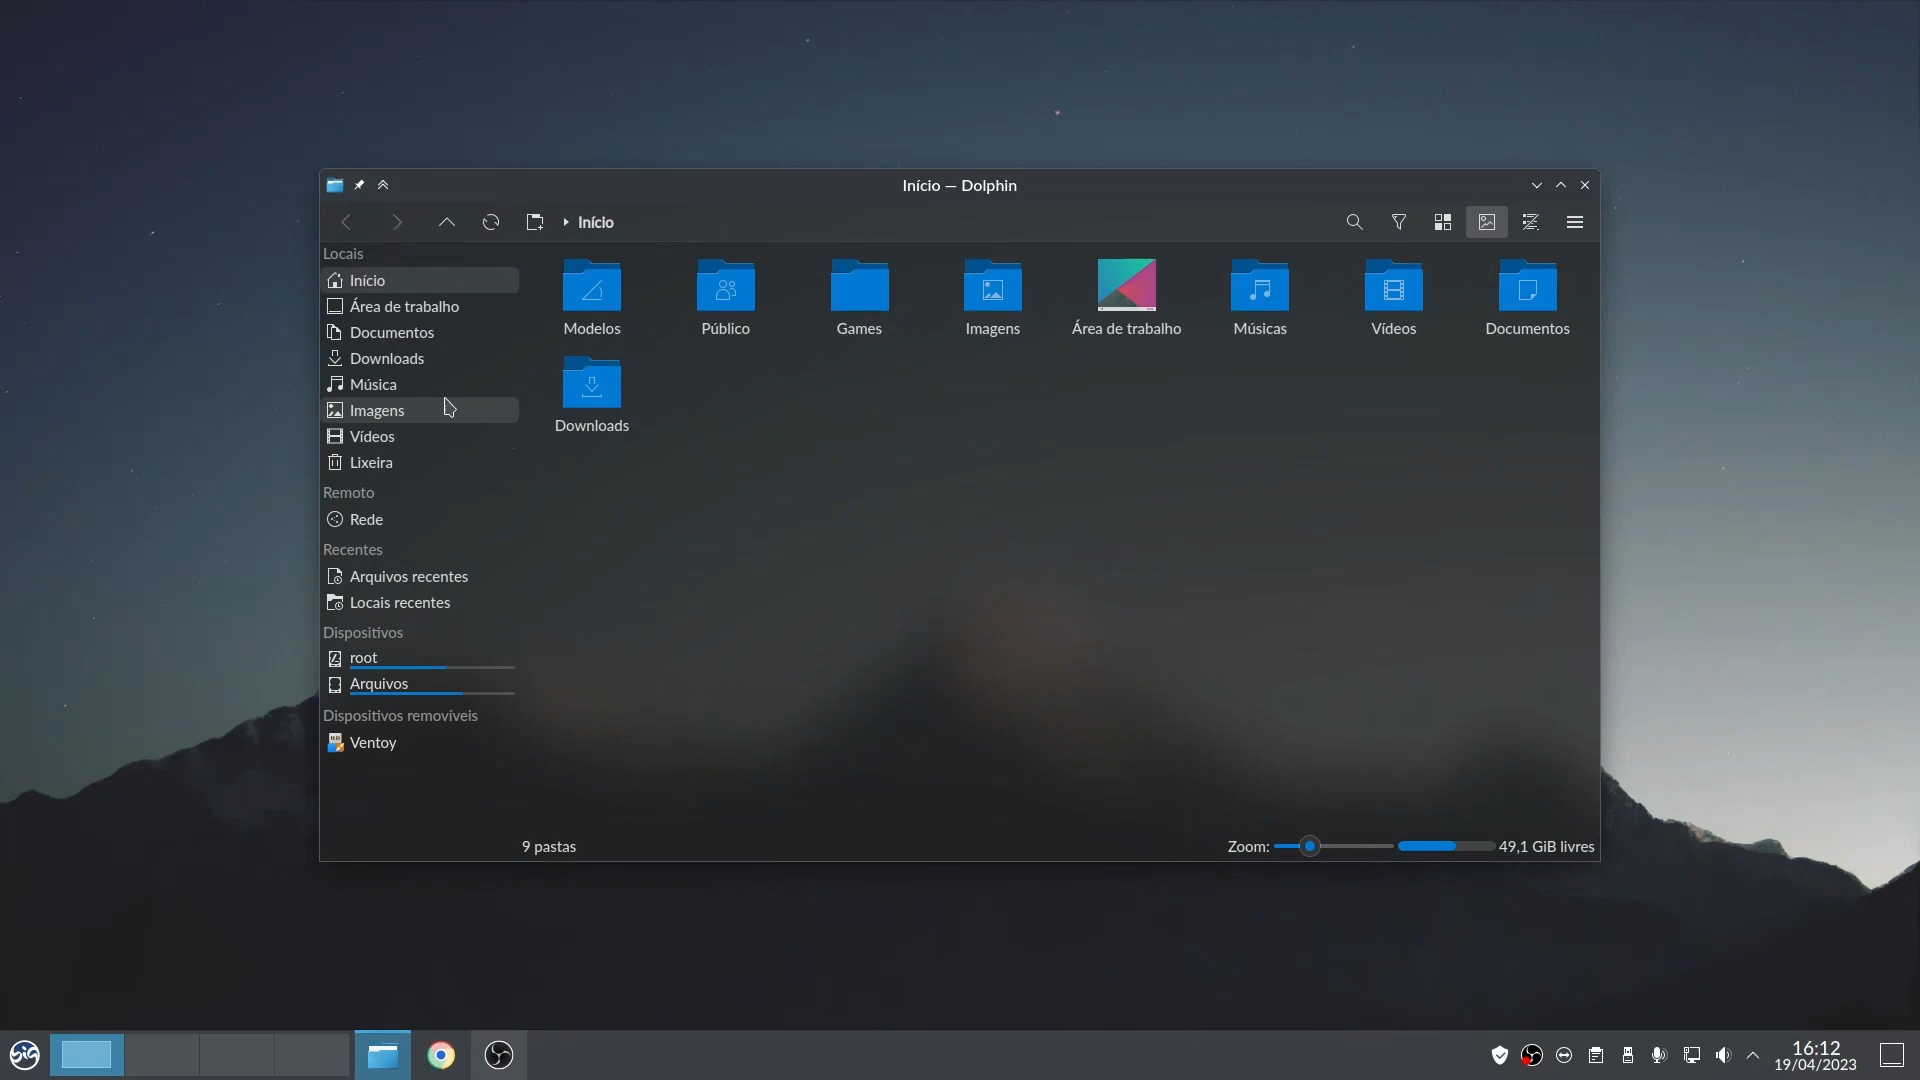 Início — Dolphin
Início
Locais
Início
Área de trabalho
Documentos
Downloads
Música
Imagens
Vídeos
Lixeira
Remoto
Rede
Recentes
Arquivos recentes
Locais recentes
Dispositivos
root
Arquivos
Dispositivos removíveis
Ventoy
Modelos
Público
Games
Imagens
Área de trabalho
Músicas
Vídeos
Documentos
Downloads
9 pastas
Zoom:
49,1 GiB livres
16:12
19/04/2023